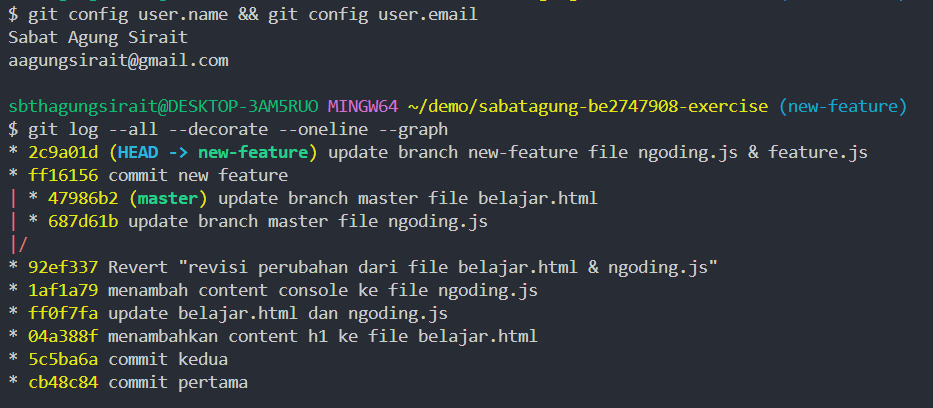 $ git config user.name && git config user.email
Sabat Agung Sirait
aagungsirait@gmail.com
sbthagungsirait@DESKTOP-3AM5RUO MINGW64 ~/demo/sabatagung-be2747908-exercise (new-feature)
$ git log --all --decorate --oneline --graph
* 2c9a01d (HEAD -> new-feature) update branch new-feature file ngoding.js & feature.js
* ff16156 commit new feature
| * 47986b2 (master) update branch master file belajar.html
| * 687d61b update branch master file ngoding.js
|/
* 92ef337 Revert "revisi perubahan dari file belajar.html & ngoding.js"
* 1af1a79 menambah content console ke file ngoding.js
* ff0f7fa update belajar.html dan ngoding.js
* 04a388f menambahkan content h1 ke file belajar.html
* 5c5ba6a commit kedua
* cb48c84 commit pertama